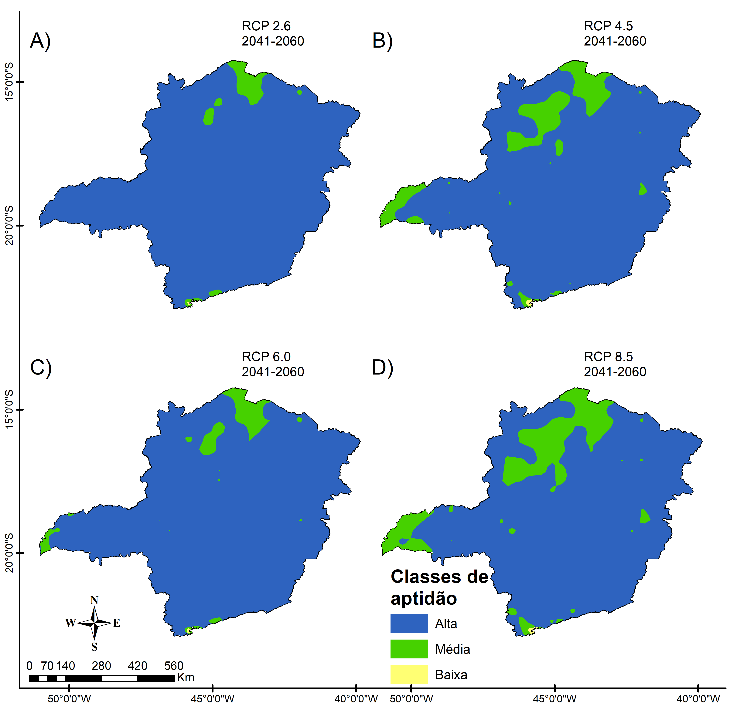 A)
RCP 2.6
2041-2060
B)
RCP 4.5
2041-2060
15°0'0"S
20°0'0"S
C)
RCP 6.0
2041-2060
D)
RCP 8.5
2041-2060
15°0'0"S
20°0'0"S
N
W E
S
0 70 140 280 420 560
Km
Classes de
aptidão
Alta
Média
Baixa
50°0'0"W 45°0'0"W 40°0'0"W 50°0'0"W 45°0'0"W 40°0'0"W